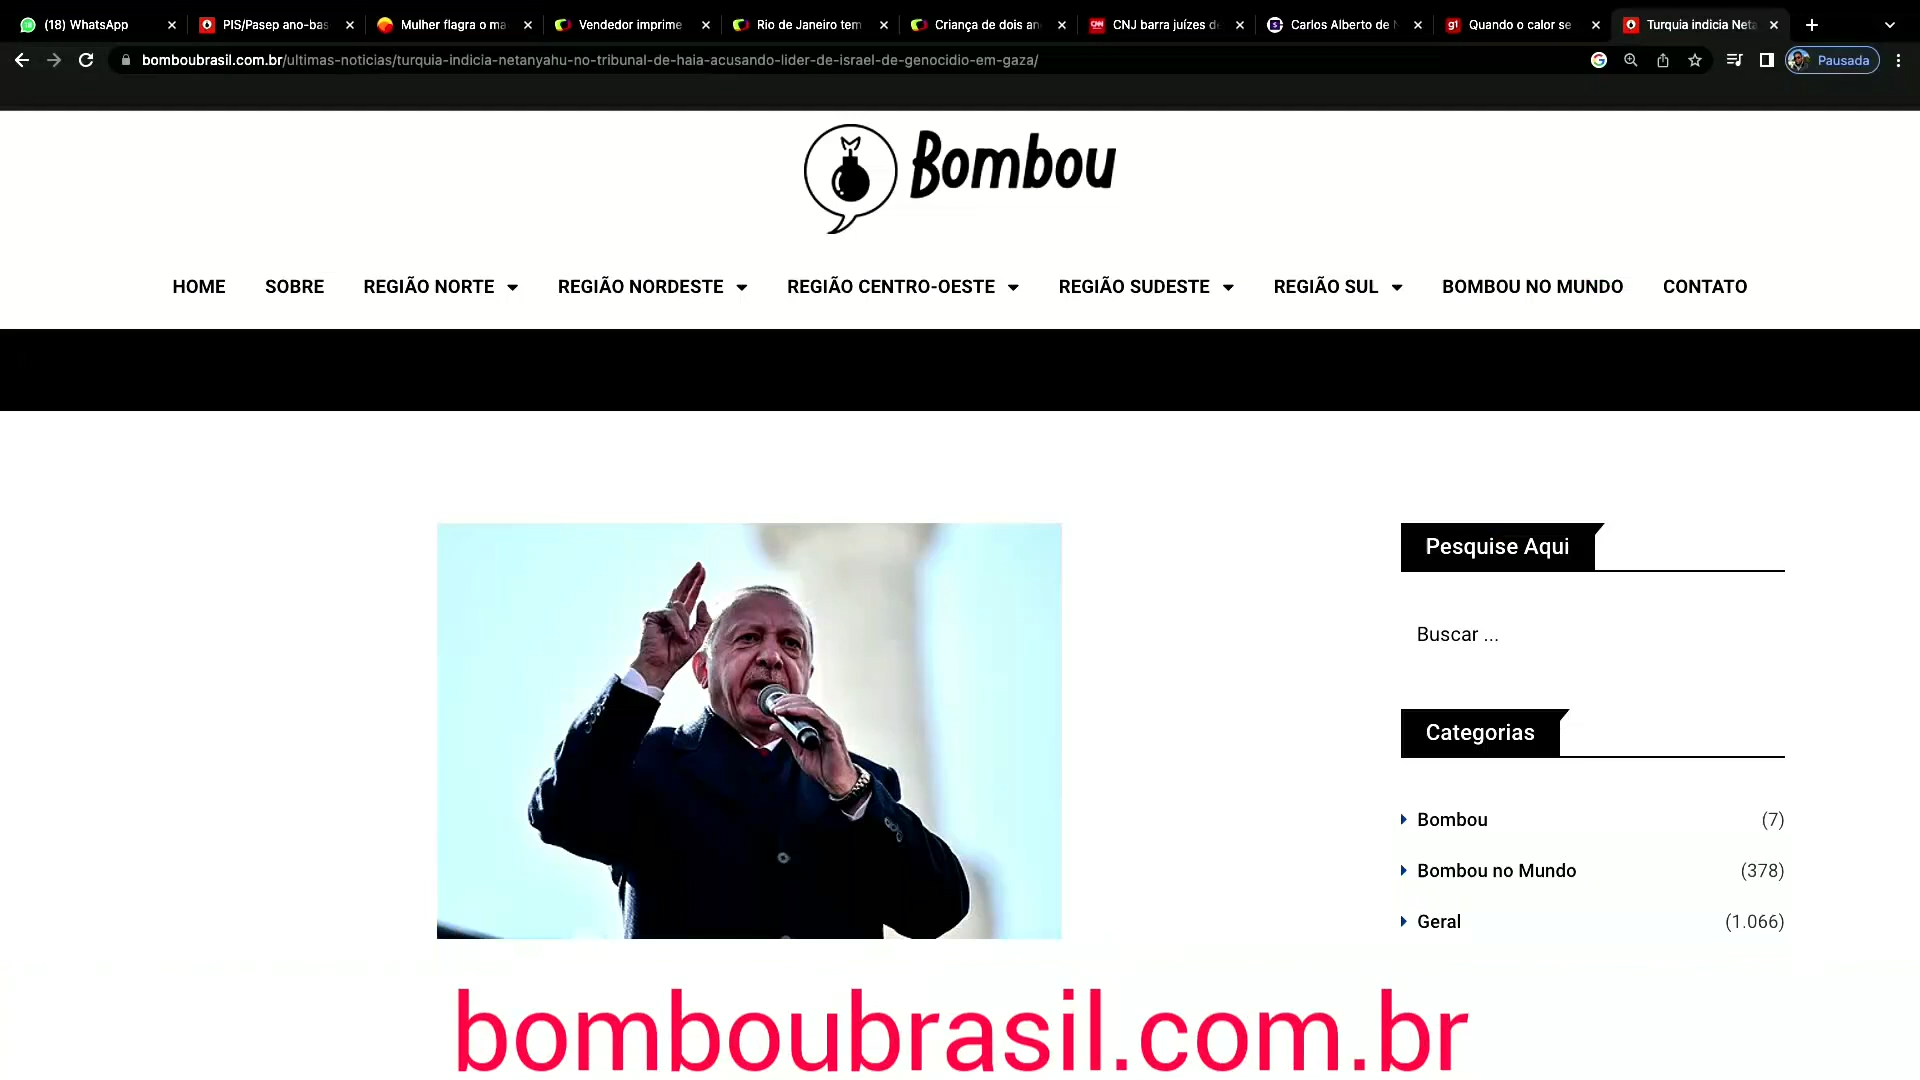 (18) WhatsApp
PIS/Pasep ano-bas
Mulher flagra o ma
Vendedor imprime
Rio de Janeiro tem
Criança de dois an
CNJ barra juízes de
Carlos Alberto de N
g1 Quando o calor se
Turquia indicia Neta
bomboubrasil.com.br/ultimas-noticias/turquia-indicia-netanyahu-no-tribunal-de-haia-acusando-lider-de-israel-de-genocidio-em-gaza/
Pausada
Bombou
HOME SOBRE REGIÃO NORTE REGIÃO NORDESTE REGIÃO CENTRO-OESTE REGIÃO SUDESTE REGIÃO SUL BOMBOU NO MUNDO CONTATO
Pesquise Aqui
Buscar ...
Categorias
Bombou (7)
Bombou no Mundo (378)
Geral (1.066)
bomboubrasil.com.br